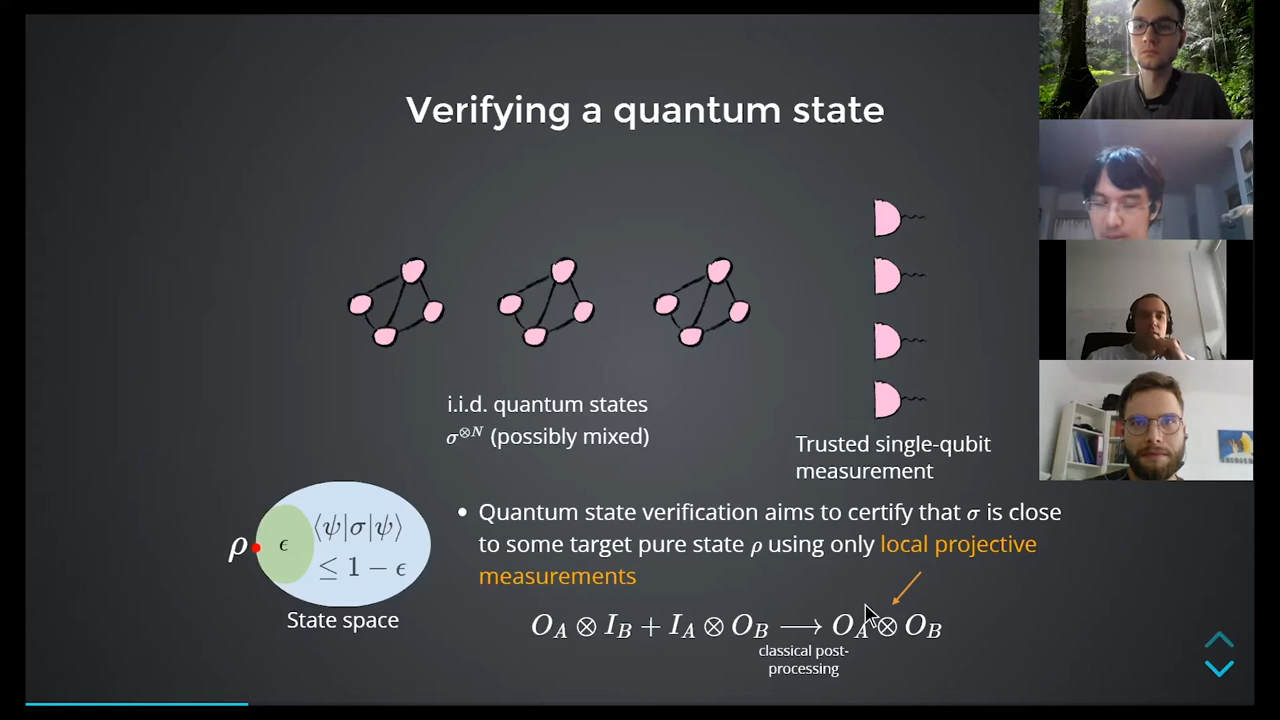 Verifying a quantum state
i.i.d. quantum states
σ⊗N (possibly mixed)
Trusted single-qubit
measurement
ρ
ϵ
⟨ψ|σ|ψ⟩
≤ 1 − ϵ
State space
• Quantum state verification aims to certify that σ is close
to some target pure state ρ using only local projective
measurements
O_A ⊗ I_B + I_A ⊗ O_B ⟶ O_A ⊗ O_B
classical post-
processing